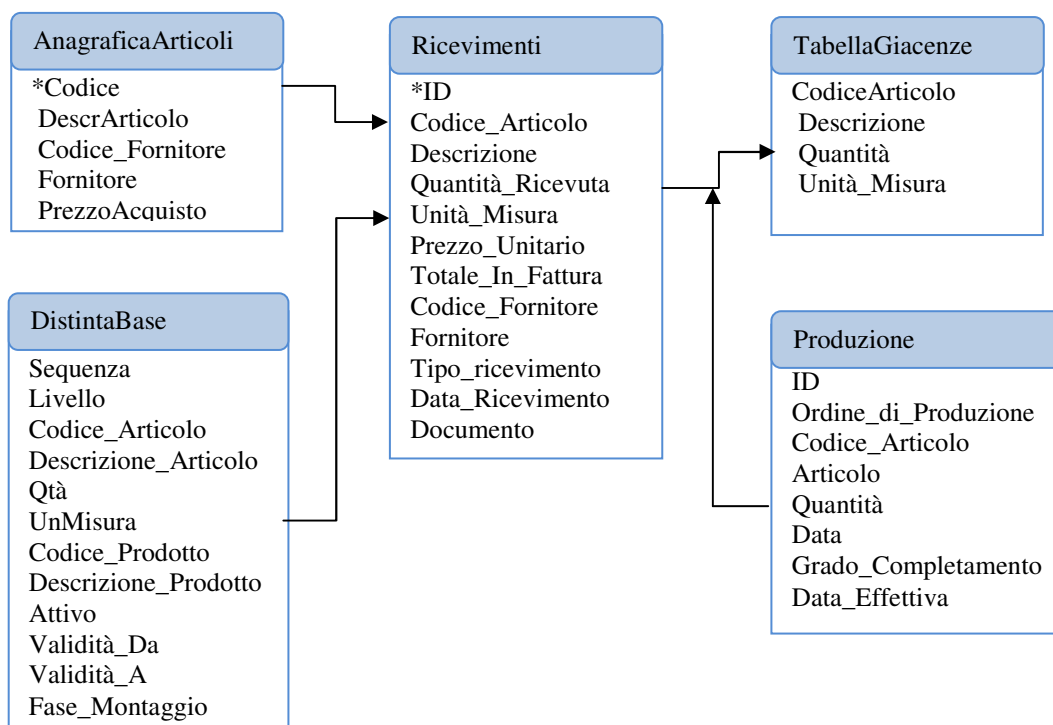 AnagraficaArticoli
*Codice
DescrArticolo
Codice_Fornitore
Fornitore
PrezzoAcquisto
Ricevimenti
*ID
Codice_Articolo
Descrizione
Quantità_Ricevuta
Unità_Misura
Prezzo_Unitario
Totale_In_Fattura
Codice_Fornitore
Fornitore
Tipo_ricevimento
Data_Ricevimento
Documento
TabellaGiacenze
CodiceArticolo
Descrizione
Quantità
Unità_Misura
DistintaBase
Sequenza
Livello
Codice_Articolo
Descrizione_Articolo
Qtà
UnMisura
Codice_Prodotto
Descrizione_Prodotto
Attivo
Validità_Da
Validità_A
Fase_Montaggio
Produzione
ID
Ordine_di_Produzione
Codice_Articolo
Articolo
Quantità
Data
Grado_Completamento
Data_Effettiva